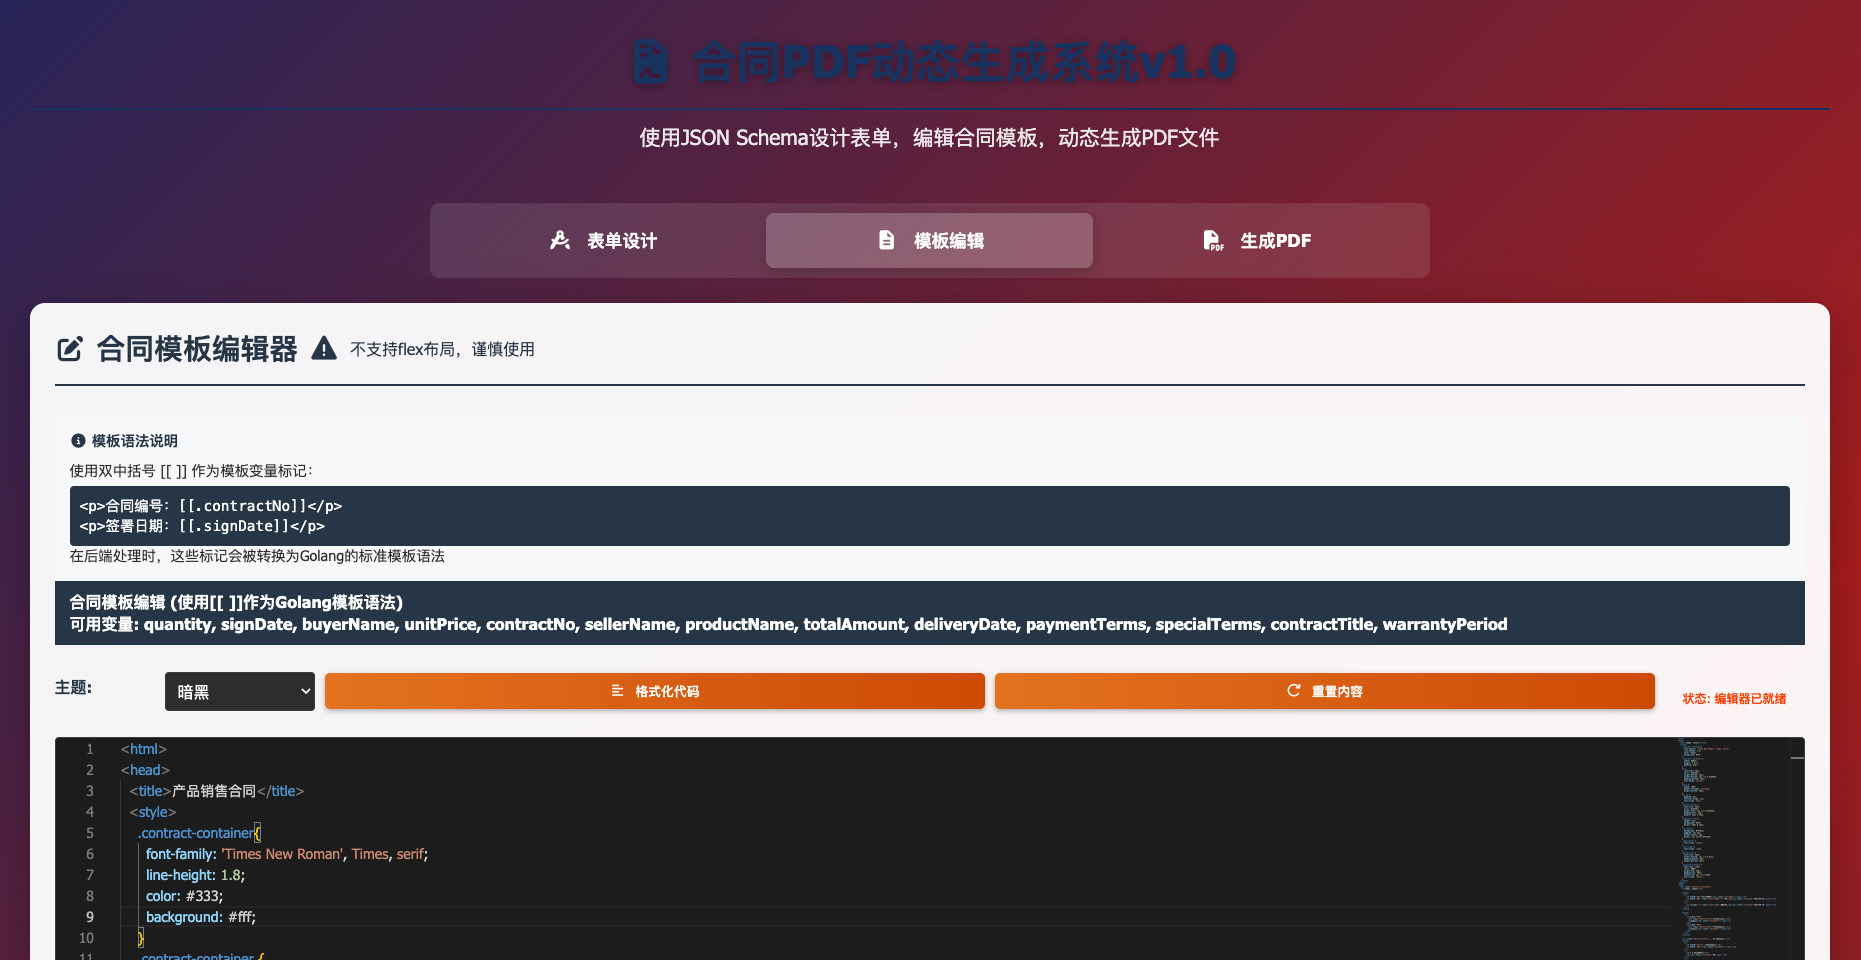 合同PDF动态生成系统v1.0
使用JSON Schema设计表单，编辑合同模板，动态生成PDF文件
表单设计
模板编辑
生成PDF
合同模板编辑器 不支持flex布局，谨慎使用
模板语法说明
使用双中括号 [[ ]] 作为模板变量标记：
<p>合同编号：[[.contractNo]]</p>
<p>签署日期：[[.signDate]]</p>
在后端处理时，这些标记会被转换为Golang的标准模板语法
合同模板编辑 (使用[[ ]]作为Golang模板语法)
可用变量: quantity, signDate, buyerName, unitPrice, contractNo, sellerName, productName, totalAmount, deliveryDate, paymentTerms, specialTerms, contractTitle, warrantyPeriod
主题:
暗黑
格式化代码
重置内容
状态: 编辑器已就绪
1 <html>
2 <head>
3 <title>产品销售合同</title>
4 <style>
5 .contract-container{
6 font-family: 'Times New Roman', Times, serif;
7 line-height: 1.8;
8 color: #333;
9 background: #fff;
10 }
11 .contract-container {